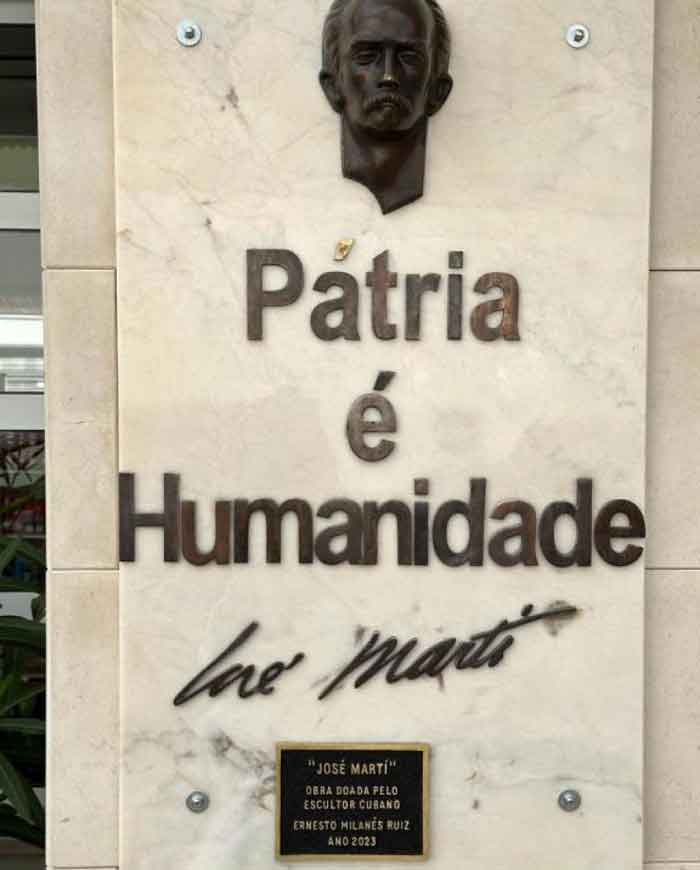 Pátria
é
Humanidade
José Martí
"JOSÉ MARTÍ"
OBRA DOADA PELO
ESCULTOR CUBANO
ERNESTO MILANÉS RUIZ
ANO 2023